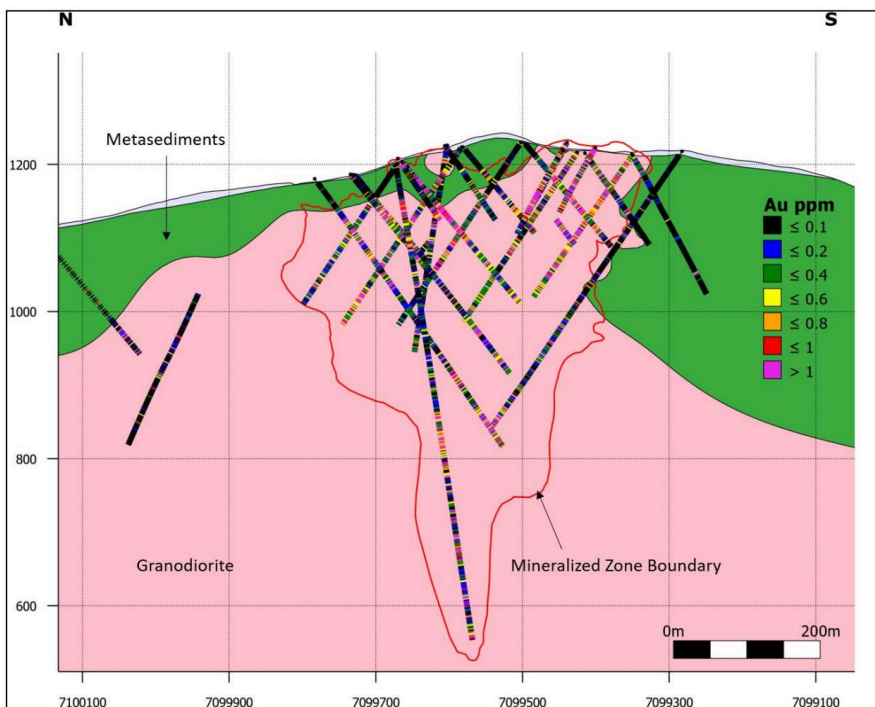 N
S
Metasediments
1200
1000
800
600
Au ppm
≤ 0.1
≤ 0.2
≤ 0.4
≤ 0.6
≤ 0.8
≤ 1
> 1
Granodiorite
Mineralized Zone Boundary
0m
200m
7100100
7099900
7099700
7099500
7099300
7099100